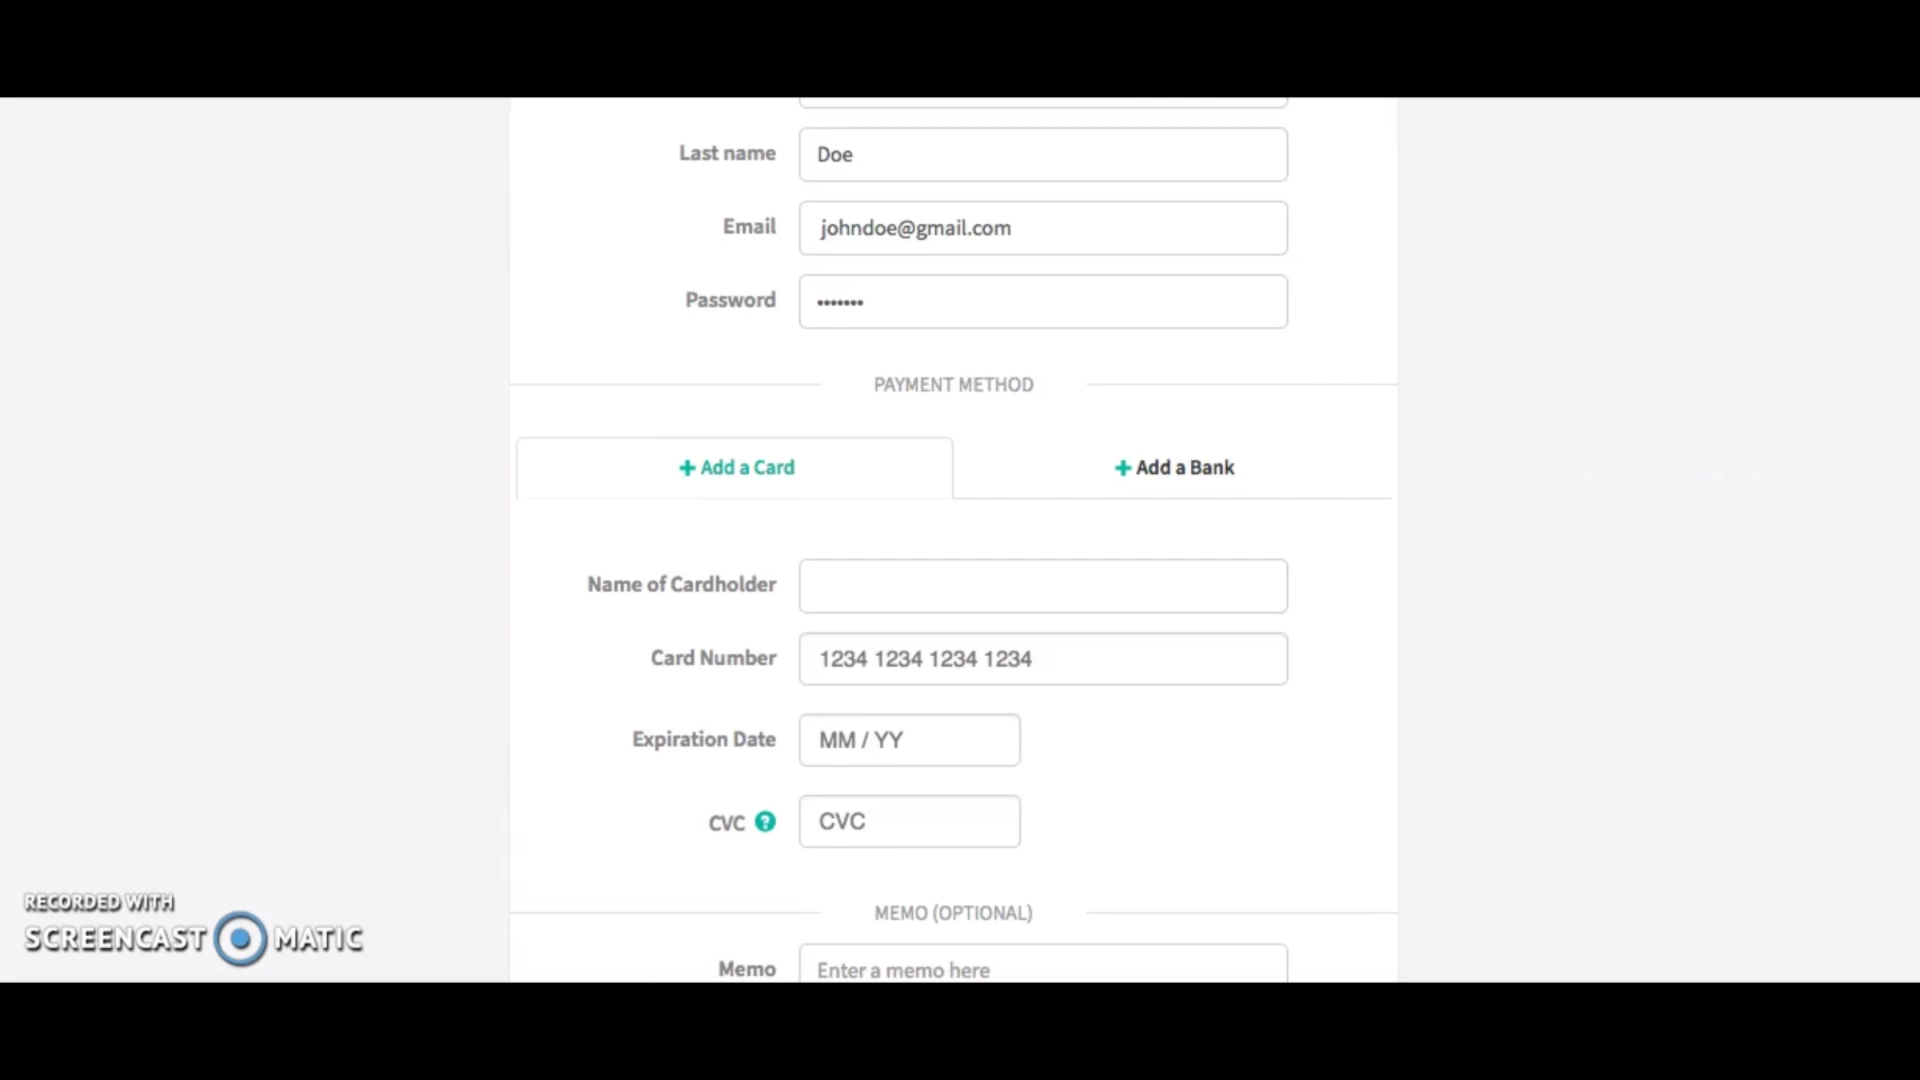 Last name
Doe
Email
johndoe@gmail.com
Password
•••••••
PAYMENT METHOD
+ Add a Card
+ Add a Bank
Name of Cardholder
Card Number
1234 1234 1234 1234
Expiration Date
MM / YY
CVC ?
CVC
MEMO (OPTIONAL)
Memo
Enter a memo here
RECORDED WITH
SCREENCAST MATIC